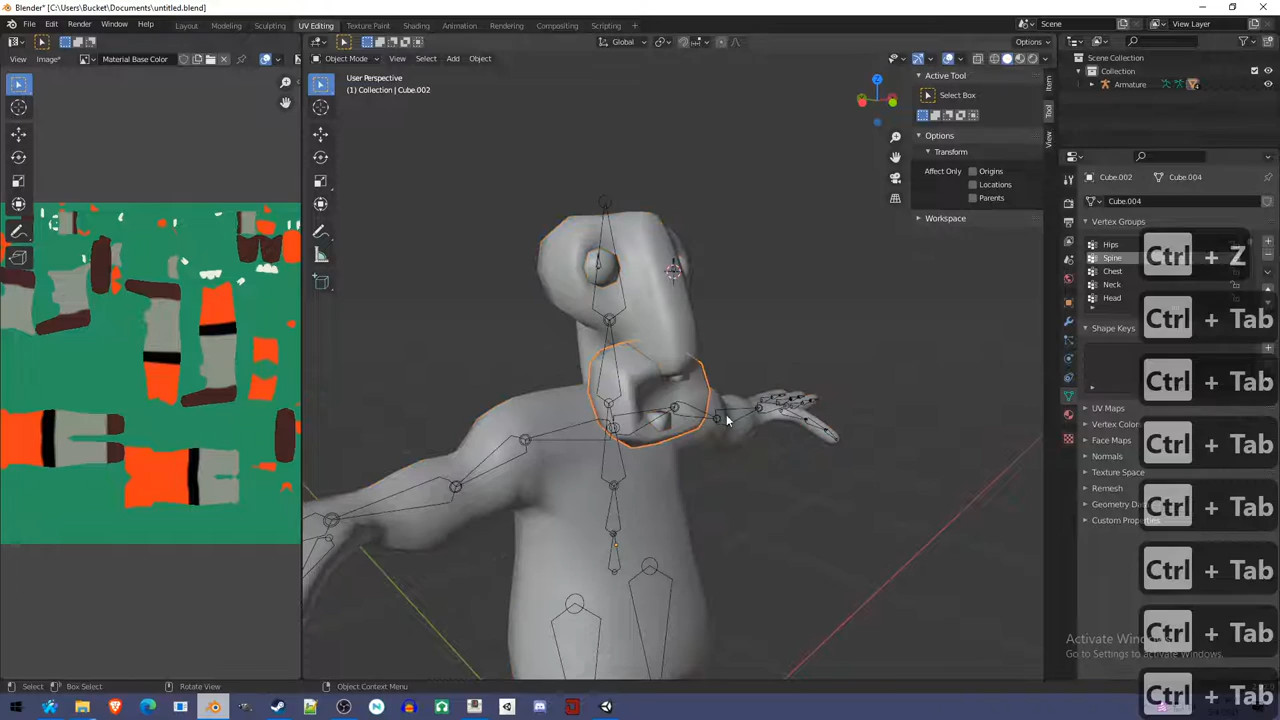 Blender* [C:\Users\Bucket\Documents\untitled.blend]
File Edit Render Window Help
Layout Modeling Sculpting UV Editing Texture Paint Shading Animation Rendering Compositing Scripting
Scene View Layer
Global Options
View Image* Material Base Color
Object Mode View Select Add Object
User Perspective
(1) Collection | Cube.002
Active Tool
Select Box
Options
Transform
Affect Only Origins
Locations
Parents
Workspace
Item
Tool
View
Scene Collection
Collection
Armature
Cube.002 Cube.004
Cube.004
Vertex Groups
Hips
Spine
Chest
Neck
Head
Shape Keys
UV Maps
Vertex Color
Face Maps
Normals
Texture Space
Remesh
Geometry Da
Custom Properties
Ctrl + Z
Ctrl + Tab
Ctrl + Tab
Ctrl + Tab
Ctrl + Tab
Ctrl + Tab
Ctrl + Tab
Ctrl + Tab
Activate Windows
Go to Settings to activate Windows.
Select Box Select Rotate View Object Context Menu